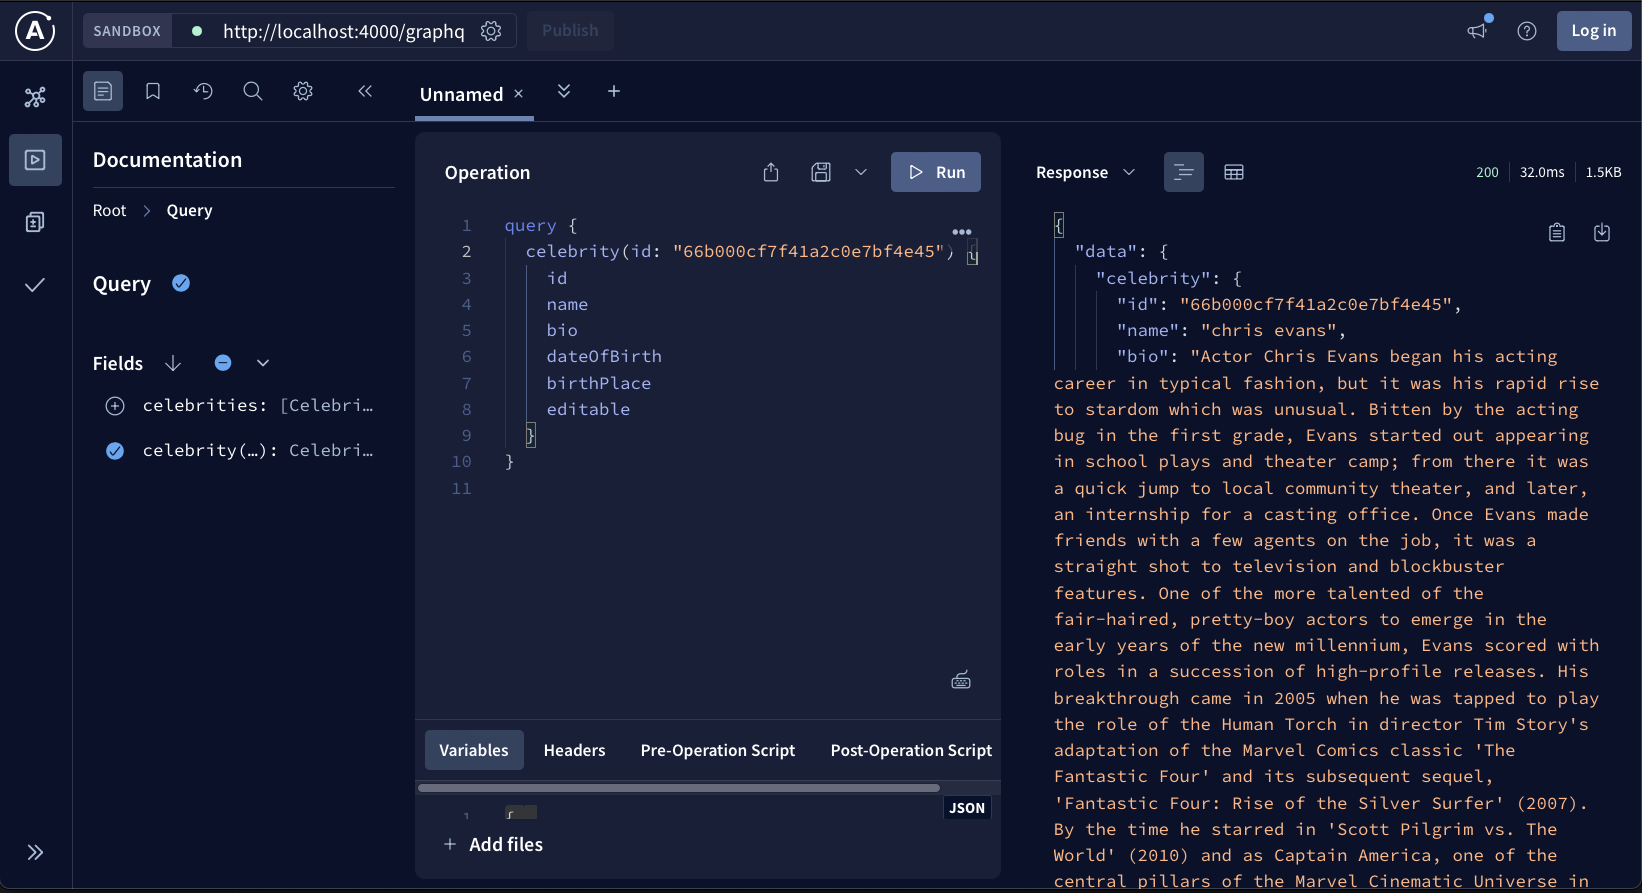 A SANDBOX http://localhost:4000/graphq Publish Log in
Unnamed × +
Documentation
Root > Query
Query
Fields
celebrities: [Celebri…
celebrity(…): Celebri…
Operation Run
1 query {
2 celebrity(id: "66b000cf7f41a2c0e7bf4e45") {
3 id
4 name
5 bio
6 dateOfBirth
7 birthPlace
8 editable
9 }
10 }
11
Variables Headers Pre-Operation Script Post-Operation Script
JSON
1 {
+ Add files
Response 200 32.0ms 1.5KB
{
"data": {
"celebrity": {
"id": "66b000cf7f41a2c0e7bf4e45",
"name": "chris evans",
"bio": "Actor Chris Evans began his acting
career in typical fashion, but it was his rapid rise
to stardom which was unusual. Bitten by the acting
bug in the first grade, Evans started out appearing
in school plays and theater camp; from there it was
a quick jump to local community theater, and later,
an internship for a casting office. Once Evans made
friends with a few agents on the job, it was a
straight shot to television and blockbuster
features. One of the more talented of the
fair-haired, pretty-boy actors to emerge in the
early years of the new millennium, Evans scored with
roles in a succession of high-profile releases. His
breakthrough came in 2005 when he was tapped to play
the role of the Human Torch in director Tim Story's
adaptation of the Marvel Comics classic 'The
Fantastic Four' and its subsequent sequel,
'Fantastic Four: Rise of the Silver Surfer' (2007).
By the time he starred in 'Scott Pilgrim vs. The
World' (2010) and as Captain America, one of the
central pillars of the Marvel Cinematic Universe in